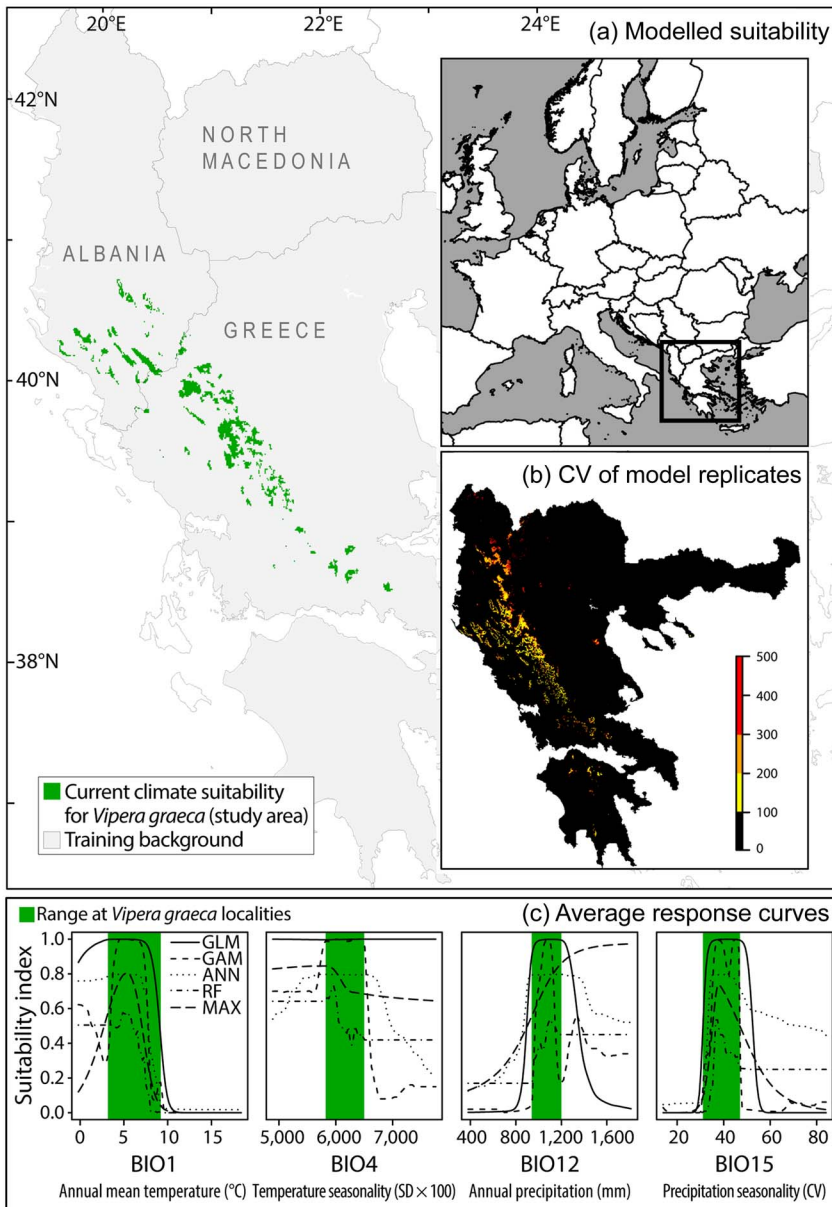 20°E
22°E
24°E
(a) Modelled suitability
42°N
NORTH
MACEDONIA
ALBANIA
GREECE
40°N
(b) CV of model replicates
38°N
500
400
300
200
100
0
Current climate suitability
for Vipera graeca (study area)
Training background
Range at Vipera graeca localities
(c) Average response curves
Suitability index
1.0
0.8
0.6
0.4
0.2
0.0
GLM
GAM
ANN
RF
MAX
0 5 10 15
5,000 6,000 7,000
400 800 1,200 1,600
20 40 60 80
BIO1
BIO4
BIO12
BIO15
Annual mean temperature (°C)
Temperature seasonality (SD × 100)
Annual precipitation (mm)
Precipitation seasonality (CV)